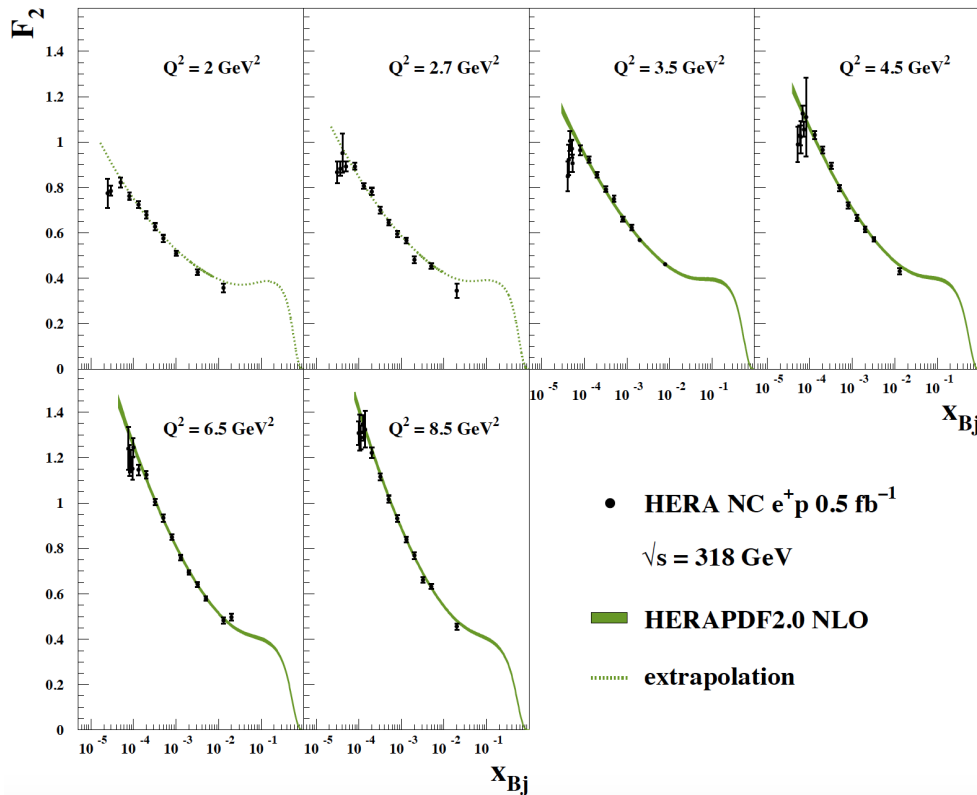 F₂
1.4
1.2
1
0.8
0.6
0.4
0.2
0
Q² = 2 GeV²
Q² = 2.7 GeV²
Q² = 3.5 GeV²
Q² = 4.5 GeV²
10⁻⁵ 10⁻⁴ 10⁻³ 10⁻² 10⁻¹
10⁻⁵ 10⁻⁴ 10⁻³ 10⁻² 10⁻¹
x_Bj
1.4
1.2
1
0.8
0.6
0.4
0.2
0
Q² = 6.5 GeV²
Q² = 8.5 GeV²
10⁻⁵ 10⁻⁴ 10⁻³ 10⁻² 10⁻¹
10⁻⁵ 10⁻⁴ 10⁻³ 10⁻² 10⁻¹
x_Bj
HERA NC e⁺p 0.5 fb⁻¹
√s = 318 GeV
HERAPDF2.0 NLO
extrapolation